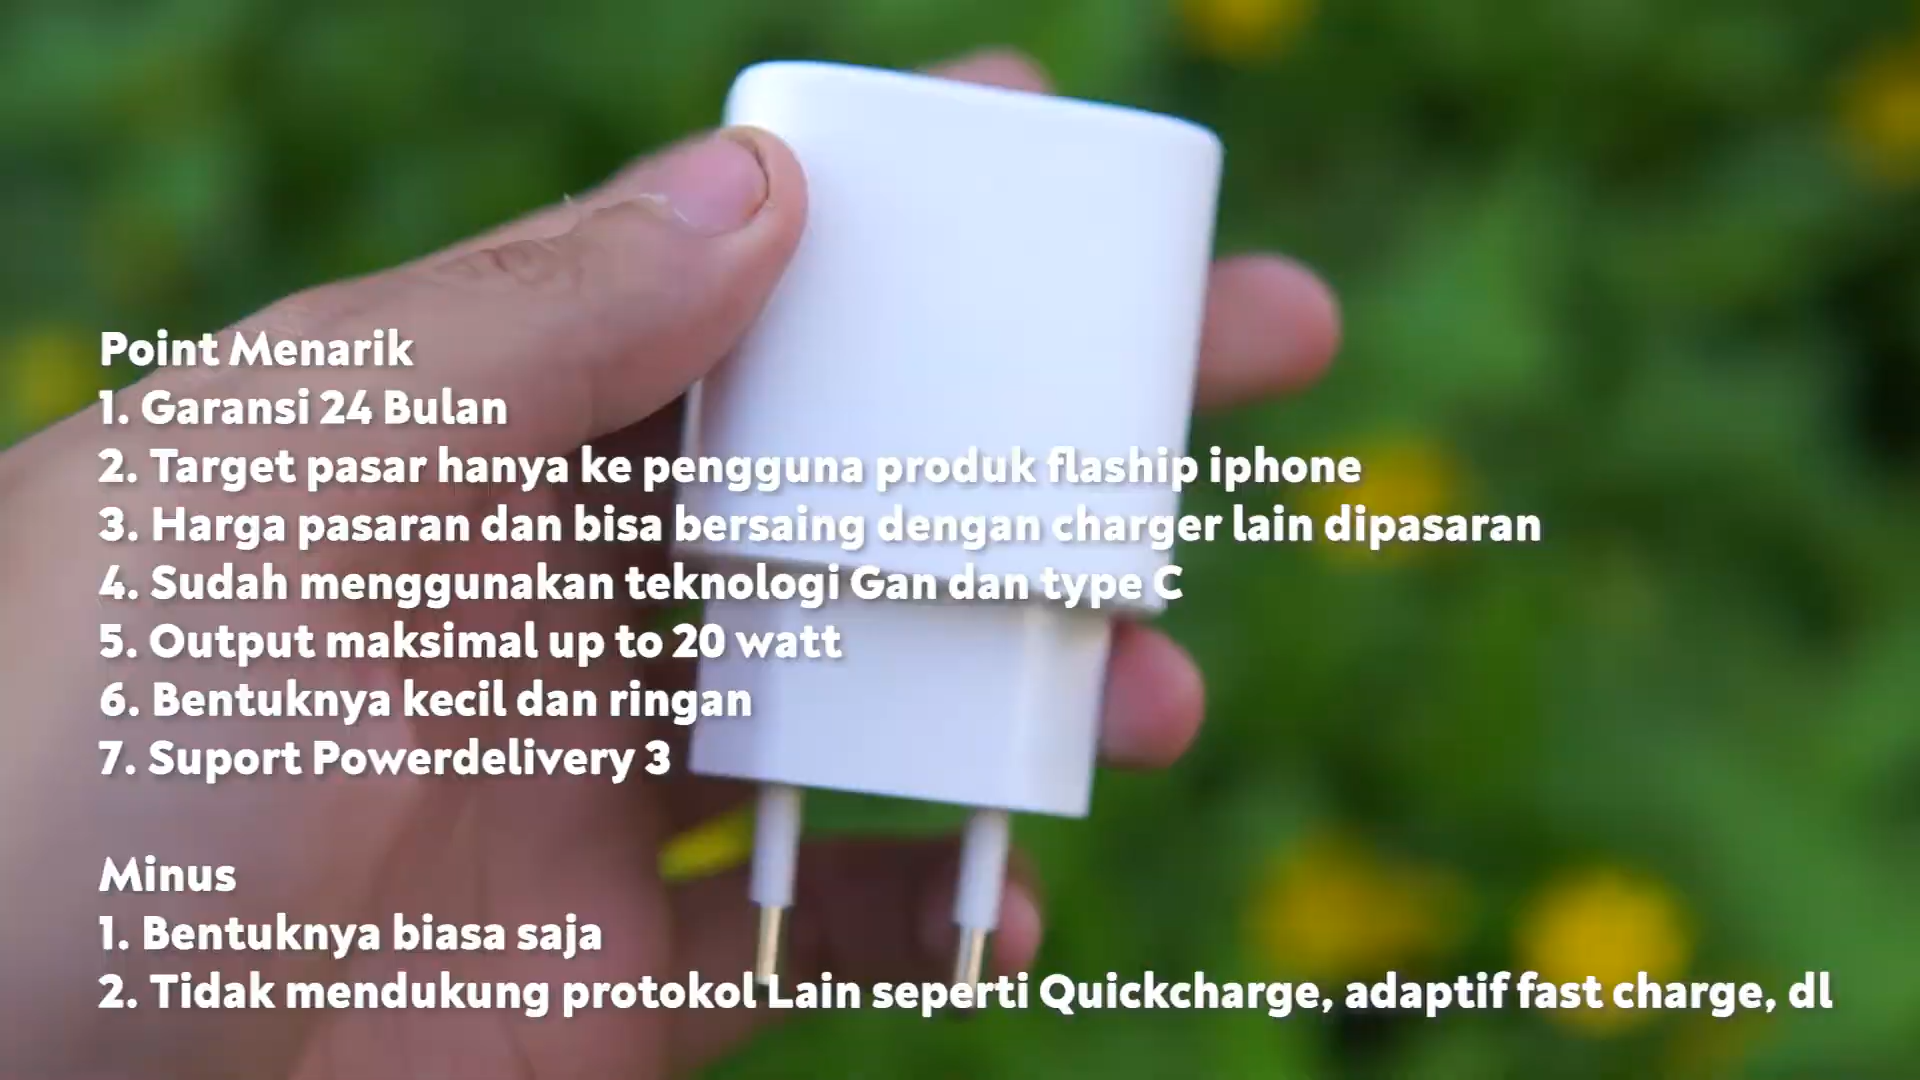 Point Menarik
1. Garansi 24 Bulan
2. Target pasar hanya ke pengguna produk flaship iphone
3. Harga pasaran dan bisa bersaing dengan charger lain dipasaran
4. Sudah menggunakan teknologi Gan dan type C
5. Output maksimal up to 20 watt
6. Bentuknya kecil dan ringan
7. Suport Powerdelivery 3
Minus
1. Bentuknya biasa saja
2. Tidak mendukung protokol Lain seperti Quickcharge, adaptif fast charge, dl